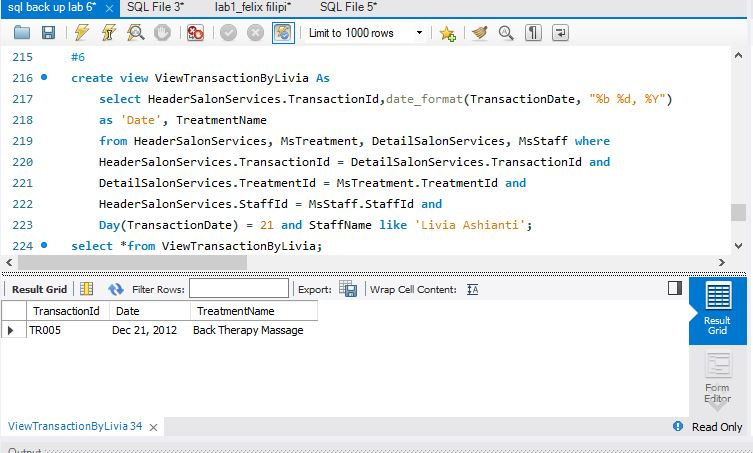 sql back up lab 6* × SQL File 3* lab1_felix filipi* SQL File 5*
Limit to 1000 rows
215 #6
216 create view ViewTransactionByLivia As
217 select HeaderSalonServices.TransactionId,date_format(TransactionDate, "%b %d, %Y")
218 as 'Date', TreatmentName
219 from HeaderSalonServices, MsTreatment, DetailSalonServices, MsStaff where
220 HeaderSalonServices.TransactionId = DetailSalonServices.TransactionId and
221 DetailSalonServices.TreatmentId = MsTreatment.TreatmentId and
222 HeaderSalonServices.StaffId = MsStaff.StaffId and
223 Day(TransactionDate) = 21 and StaffName like 'Livia Ashianti';
224 select *from ViewTransactionByLivia;
Result Grid Filter Rows: Export: Wrap Cell Content:
TransactionId Date TreatmentName
TR005 Dec 21, 2012 Back Therapy Massage
Result
Grid
Form
Editor
ViewTransactionByLivia 34 × Read Only
Output